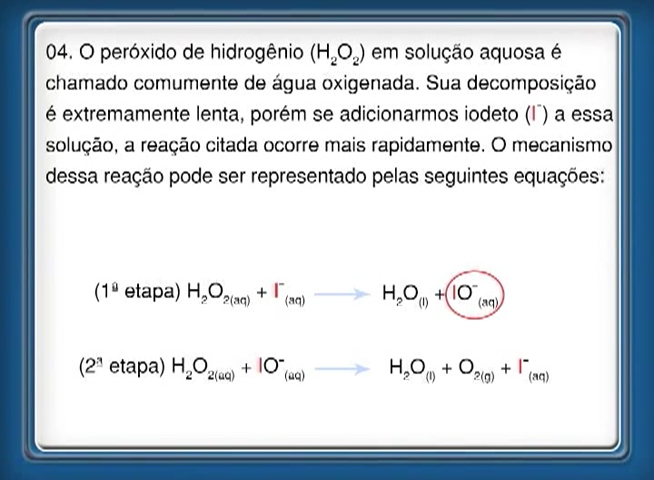 04. O peróxido de hidrogênio (H₂O₂) em solução aquosa é
chamado comumente de água oxigenada. Sua decomposição
é extremamente lenta, porém se adicionarmos iodeto (I⁻) a essa
solução, a reação citada ocorre mais rapidamente. O mecanismo
dessa reação pode ser representado pelas seguintes equações:
(1ª etapa) H₂O₂(aq) + I⁻(aq) → H₂O(l) + IO⁻(aq)
(2ª etapa) H₂O₂(aq) + IO⁻(aq) → H₂O(l) + O₂(g) + I⁻(aq)